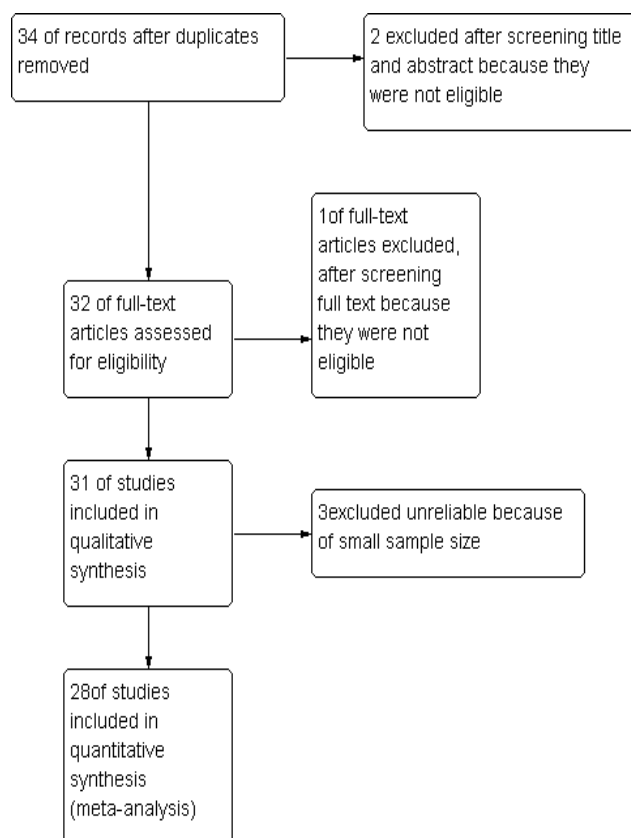 34 of records after duplicates
removed
2 excluded after screening title
and abstract because they
were not eligible
1of full-text
articles excluded,
after screening
full text because
they were not
eligible
32 of full-text
articles assessed
for eligibility
31 of studies
included in
qualitative
synthesis
3excluded unreliable because
of small sample size
28of studies
included in
quantitative
synthesis
(meta-analysis)